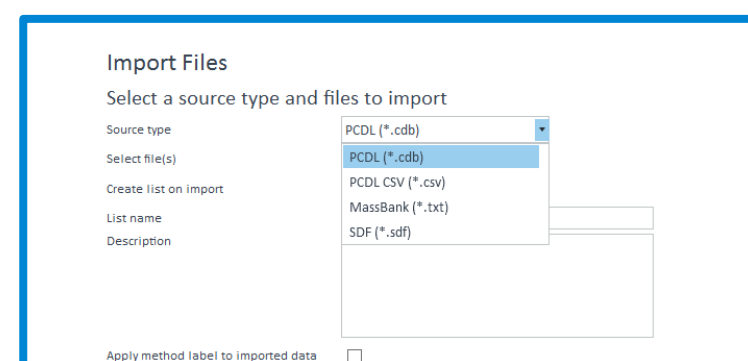 Import Files
Select a source type and files to import
Source type
PCDL (*.cdb)
Select file(s)
PCDL (*.cdb)
Create list on import
PCDL CSV (*.csv)
MassBank (*.txt)
List name
SDF (*.sdf)
Description
Apply method label to imported data